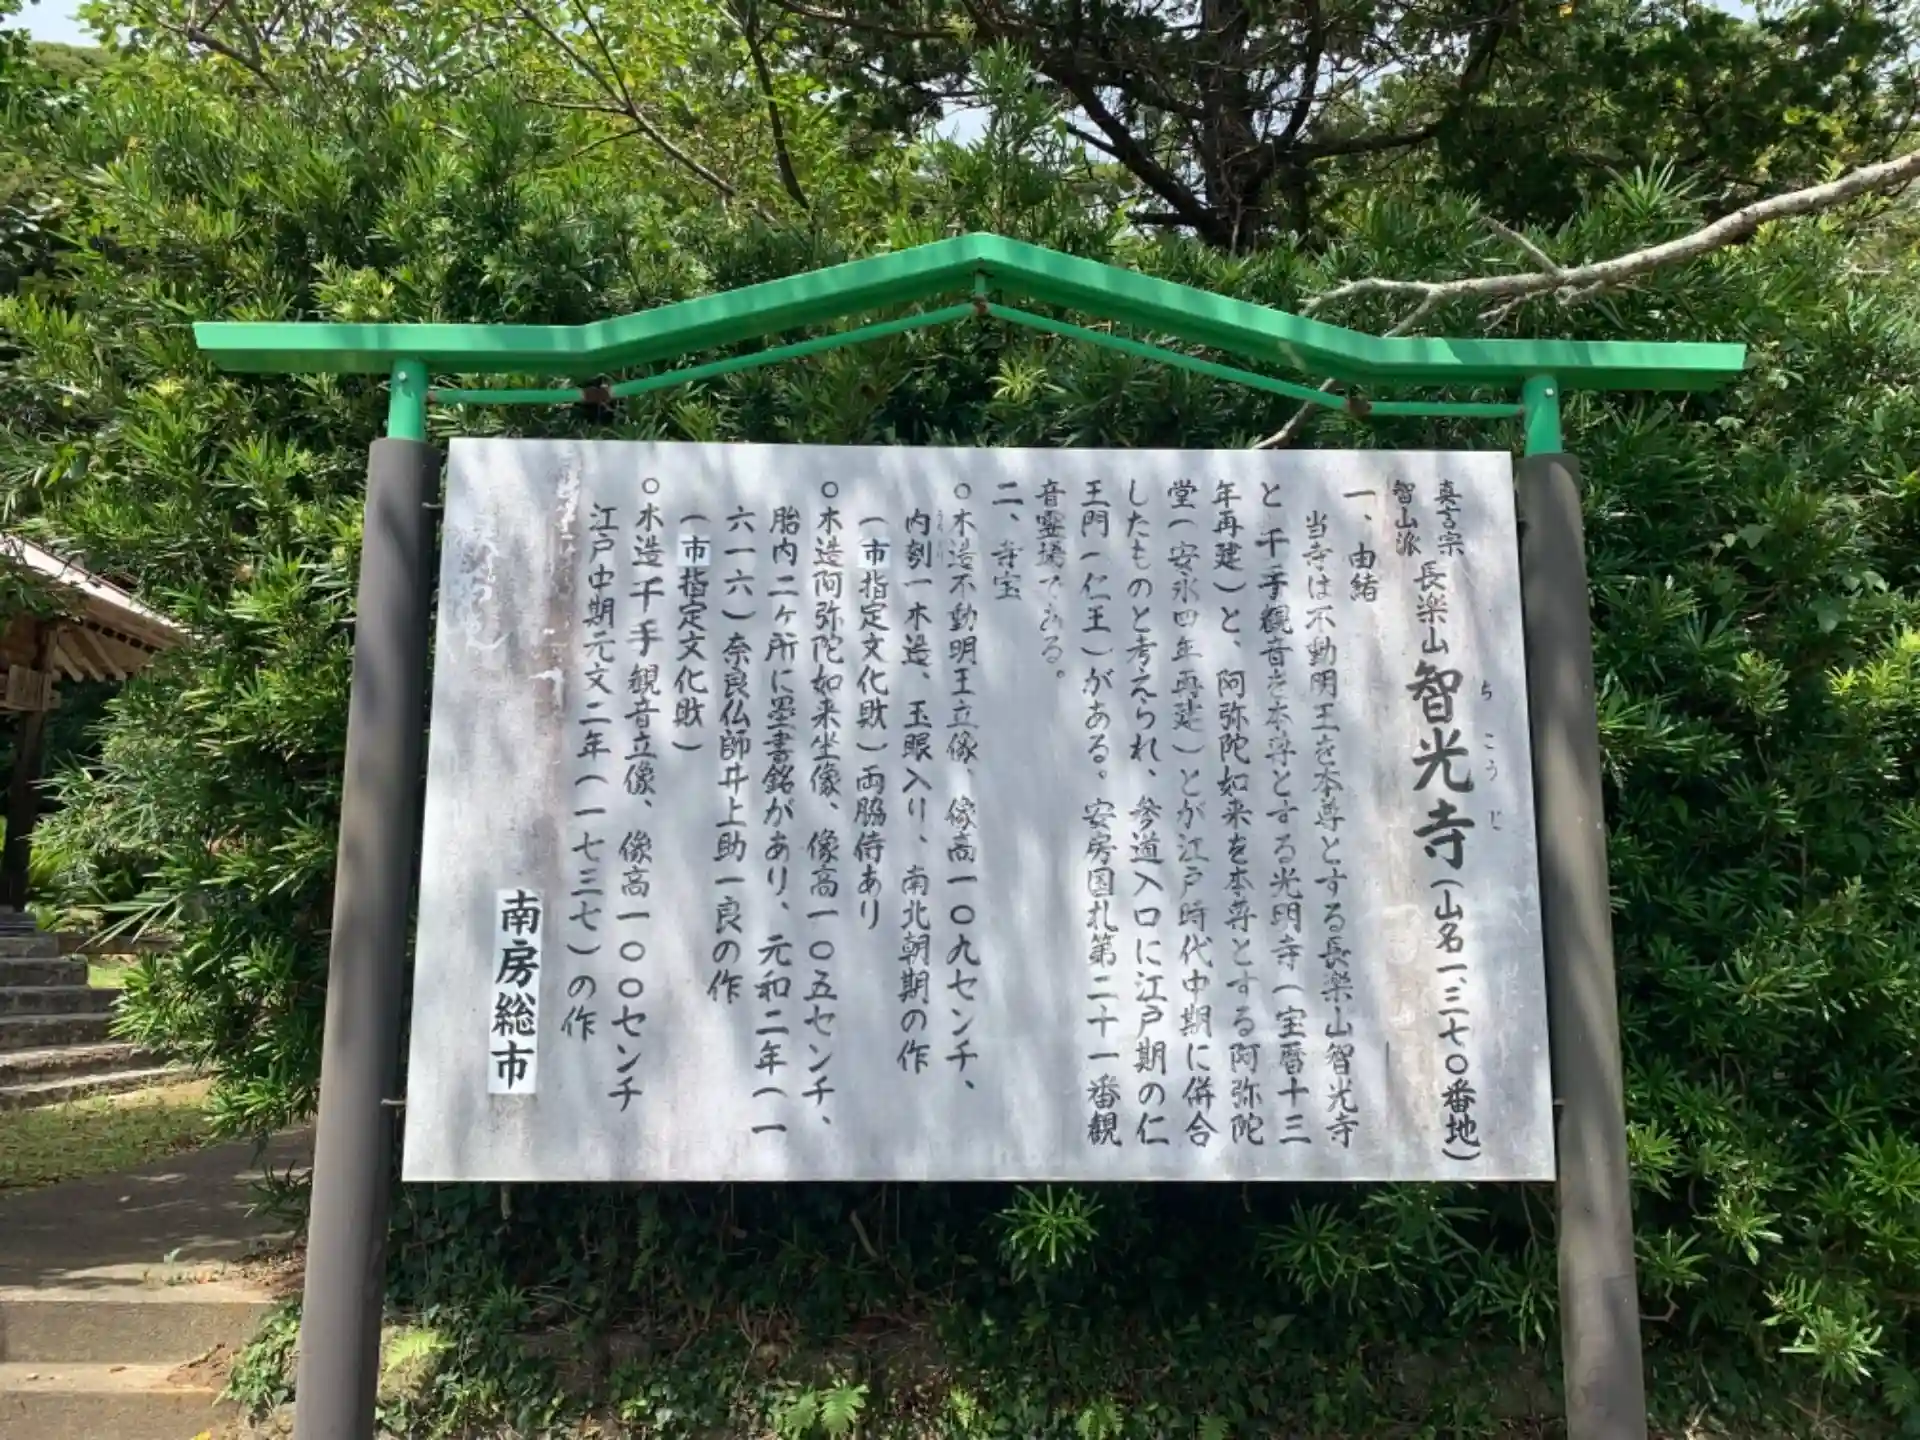 真言宗
智山派
長楽山 智光寺(山名一、三七〇番地)
ちこうじ
一、由緒
当寺は不動明王を本尊とする長楽山智光寺
と千手観音を本尊とする光明寺(宝暦十三
年再建)と、阿弥陀如来を本尊とする阿弥陀
堂(安永四年再建)とが江戸時代中期に併合
したものと考えられ、参道入口に江戸期の仁
王門(仁王)がある。安房国札第二十一番観
音霊場である。
二、寺宝
○木造不動明王立像、像高一〇九センチ、
内刳一木造、玉眼入り、南北朝期の作
(市指定文化財)両脇侍あり
○木造阿弥陀如来坐像、像高一〇五センチ、
胎内二ヶ所に墨書銘があり、元和二年(一
六一六)奈良仏師井上助一良の作
(市指定文化財)
○木造千手観音立像、像高一〇〇センチ
江戸中期元文二年(一七三七)の作
南房総市